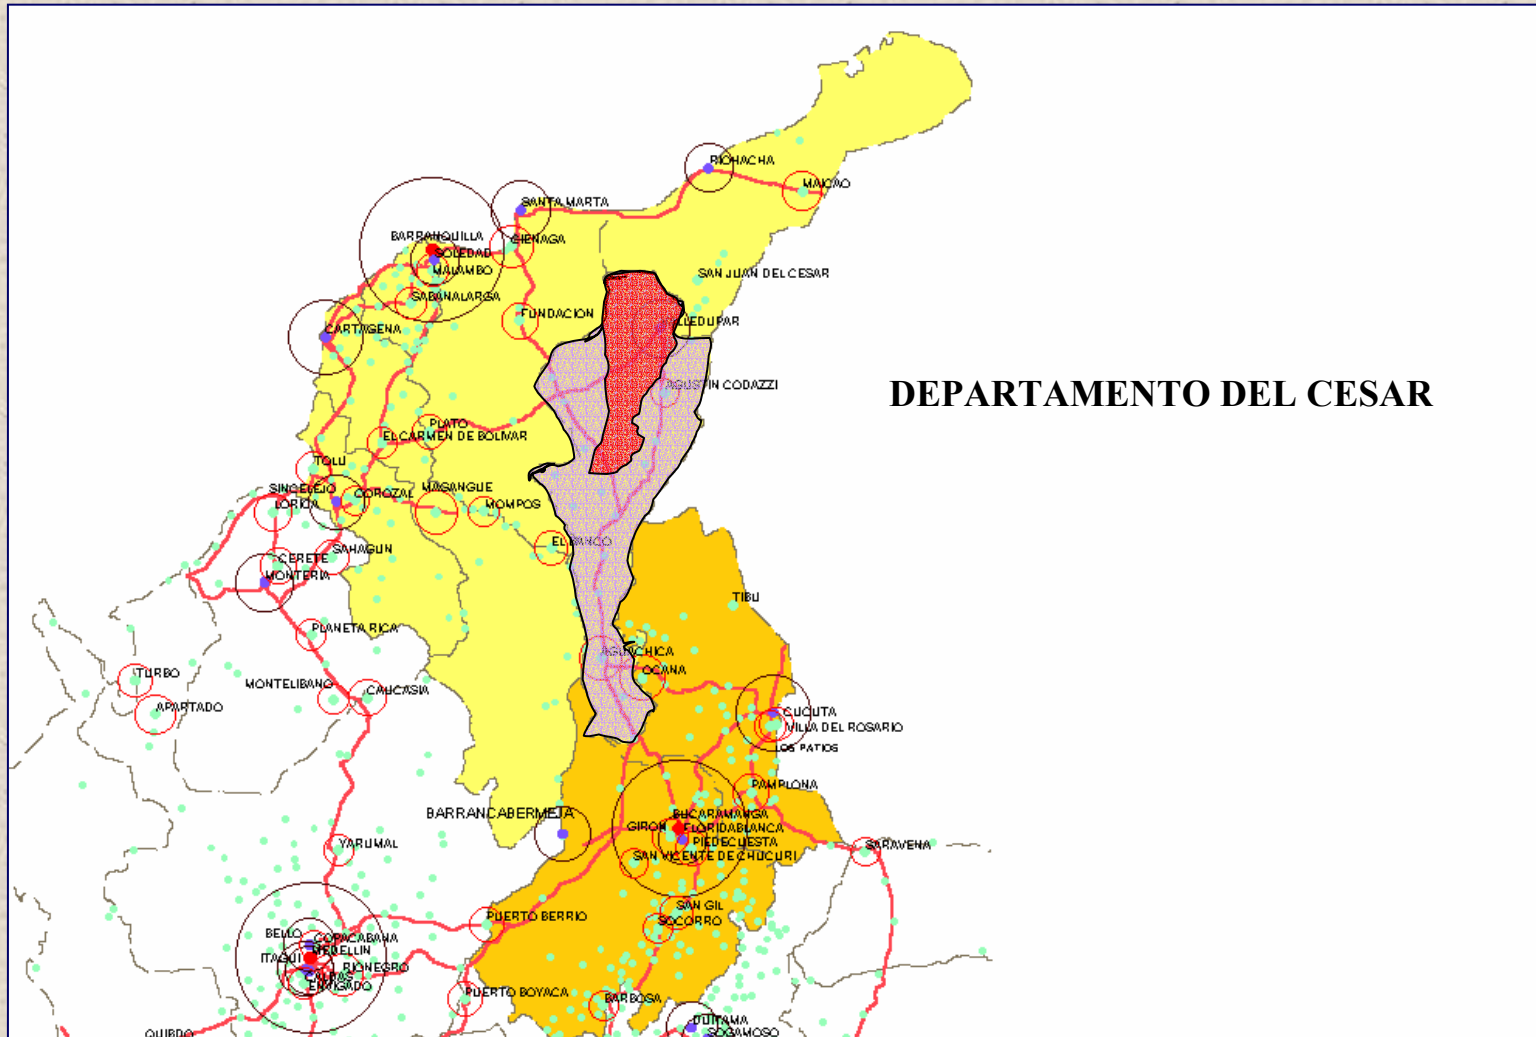 RIOHACHA
MAICAO
SANTA MARTA
BARRANQUILLA
CIENAGA
SOLEDAD
MALAMBO
SAN JUAN DEL CESAR
SABANALARGA
FUNDACION
LLEDUPAR
CARTAGENA
AGUSTIN CODAZZI
DEPARTAMENTO DEL CESAR
PLATO
EL CARMEN DE BOLIVAR
TOLU
SINCELEJO
COROZAL
MAGANGUE
LORICA
MOMPOS
EL BANCO
SAHAGUN
CERETE
MONTERIA
TIBU
PLANETA RICA
AGUACHICA
OCANA
TURBO
MONTELIBANO
CAUCASIA
APARTADO
CUCUTA
VILLA DEL ROSARIO
LOS PATIOS
PAMPLONA
BARRANCABERMEJA
BUCARAMANGA
GIRON
FLORIDABLANCA
PIEDECUESTA
YARUMAL
SAN VICENTE DE CHUCURI
SARAVENA
SAN GIL
PUERTO BERRIO
SOCORRO
BELLO
COPACABANA
MEDELLIN
ITAGUI
RIONEGRO
CALDAS
ENVIGADO
PUERTO BOYACA
BARBOSA
DUITAMA
SOGAMOSO
QUIBDO